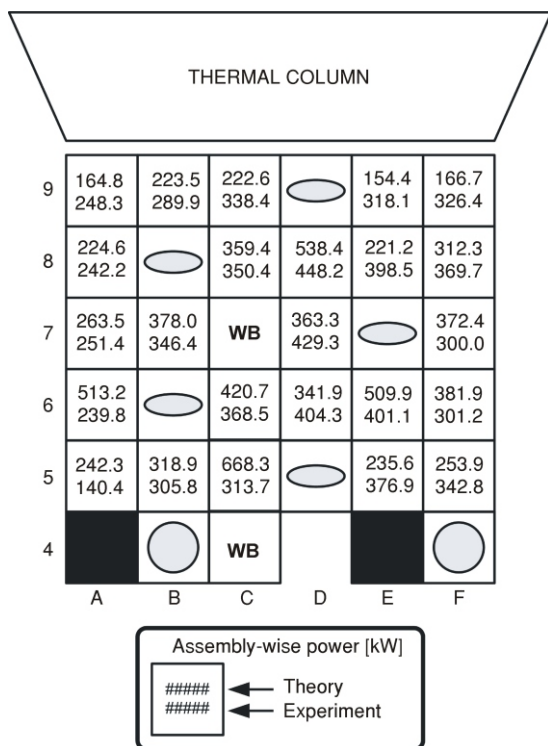 THERMAL COLUMN
9 164.8 223.5 222.6 154.4 166.7
248.3 289.9 338.4 318.1 326.4
8 224.6 359.4 538.4 221.2 312.3
242.2 350.4 448.2 398.5 369.7
7 263.5 378.0 WB 363.3 372.4
251.4 346.4 429.3 300.0
6 513.2 420.7 341.9 509.9 381.9
239.8 368.5 404.3 401.1 301.2
5 242.3 318.9 668.3 235.6 253.9
140.4 305.8 313.7 376.9 342.8
4 WB
A B C D E F
Assembly-wise power [kW]
##### Theory
##### Experiment